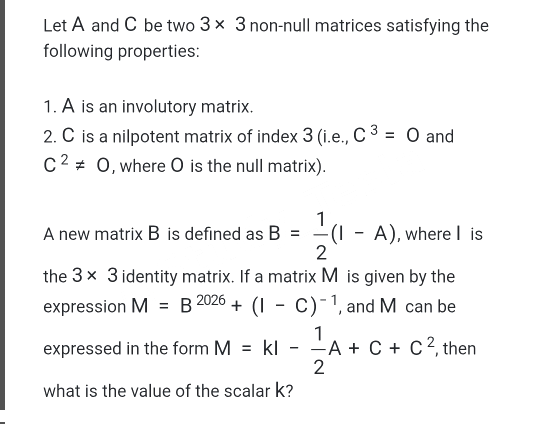 Let A and C be two 3 × 3 non-null matrices satisfying the
following properties:
1. A is an involutory matrix.
2. C is a nilpotent matrix of index 3 (i.e., C³ = O and
C² ≠ O, where O is the null matrix).
A new matrix B is defined as B = 1/2 (I − A), where I is
the 3 × 3 identity matrix. If a matrix M is given by the
expression M = B²⁰²⁶ + (I − C)⁻¹, and M can be
expressed in the form M = kI − 1/2 A + C + C², then
what is the value of the scalar k?